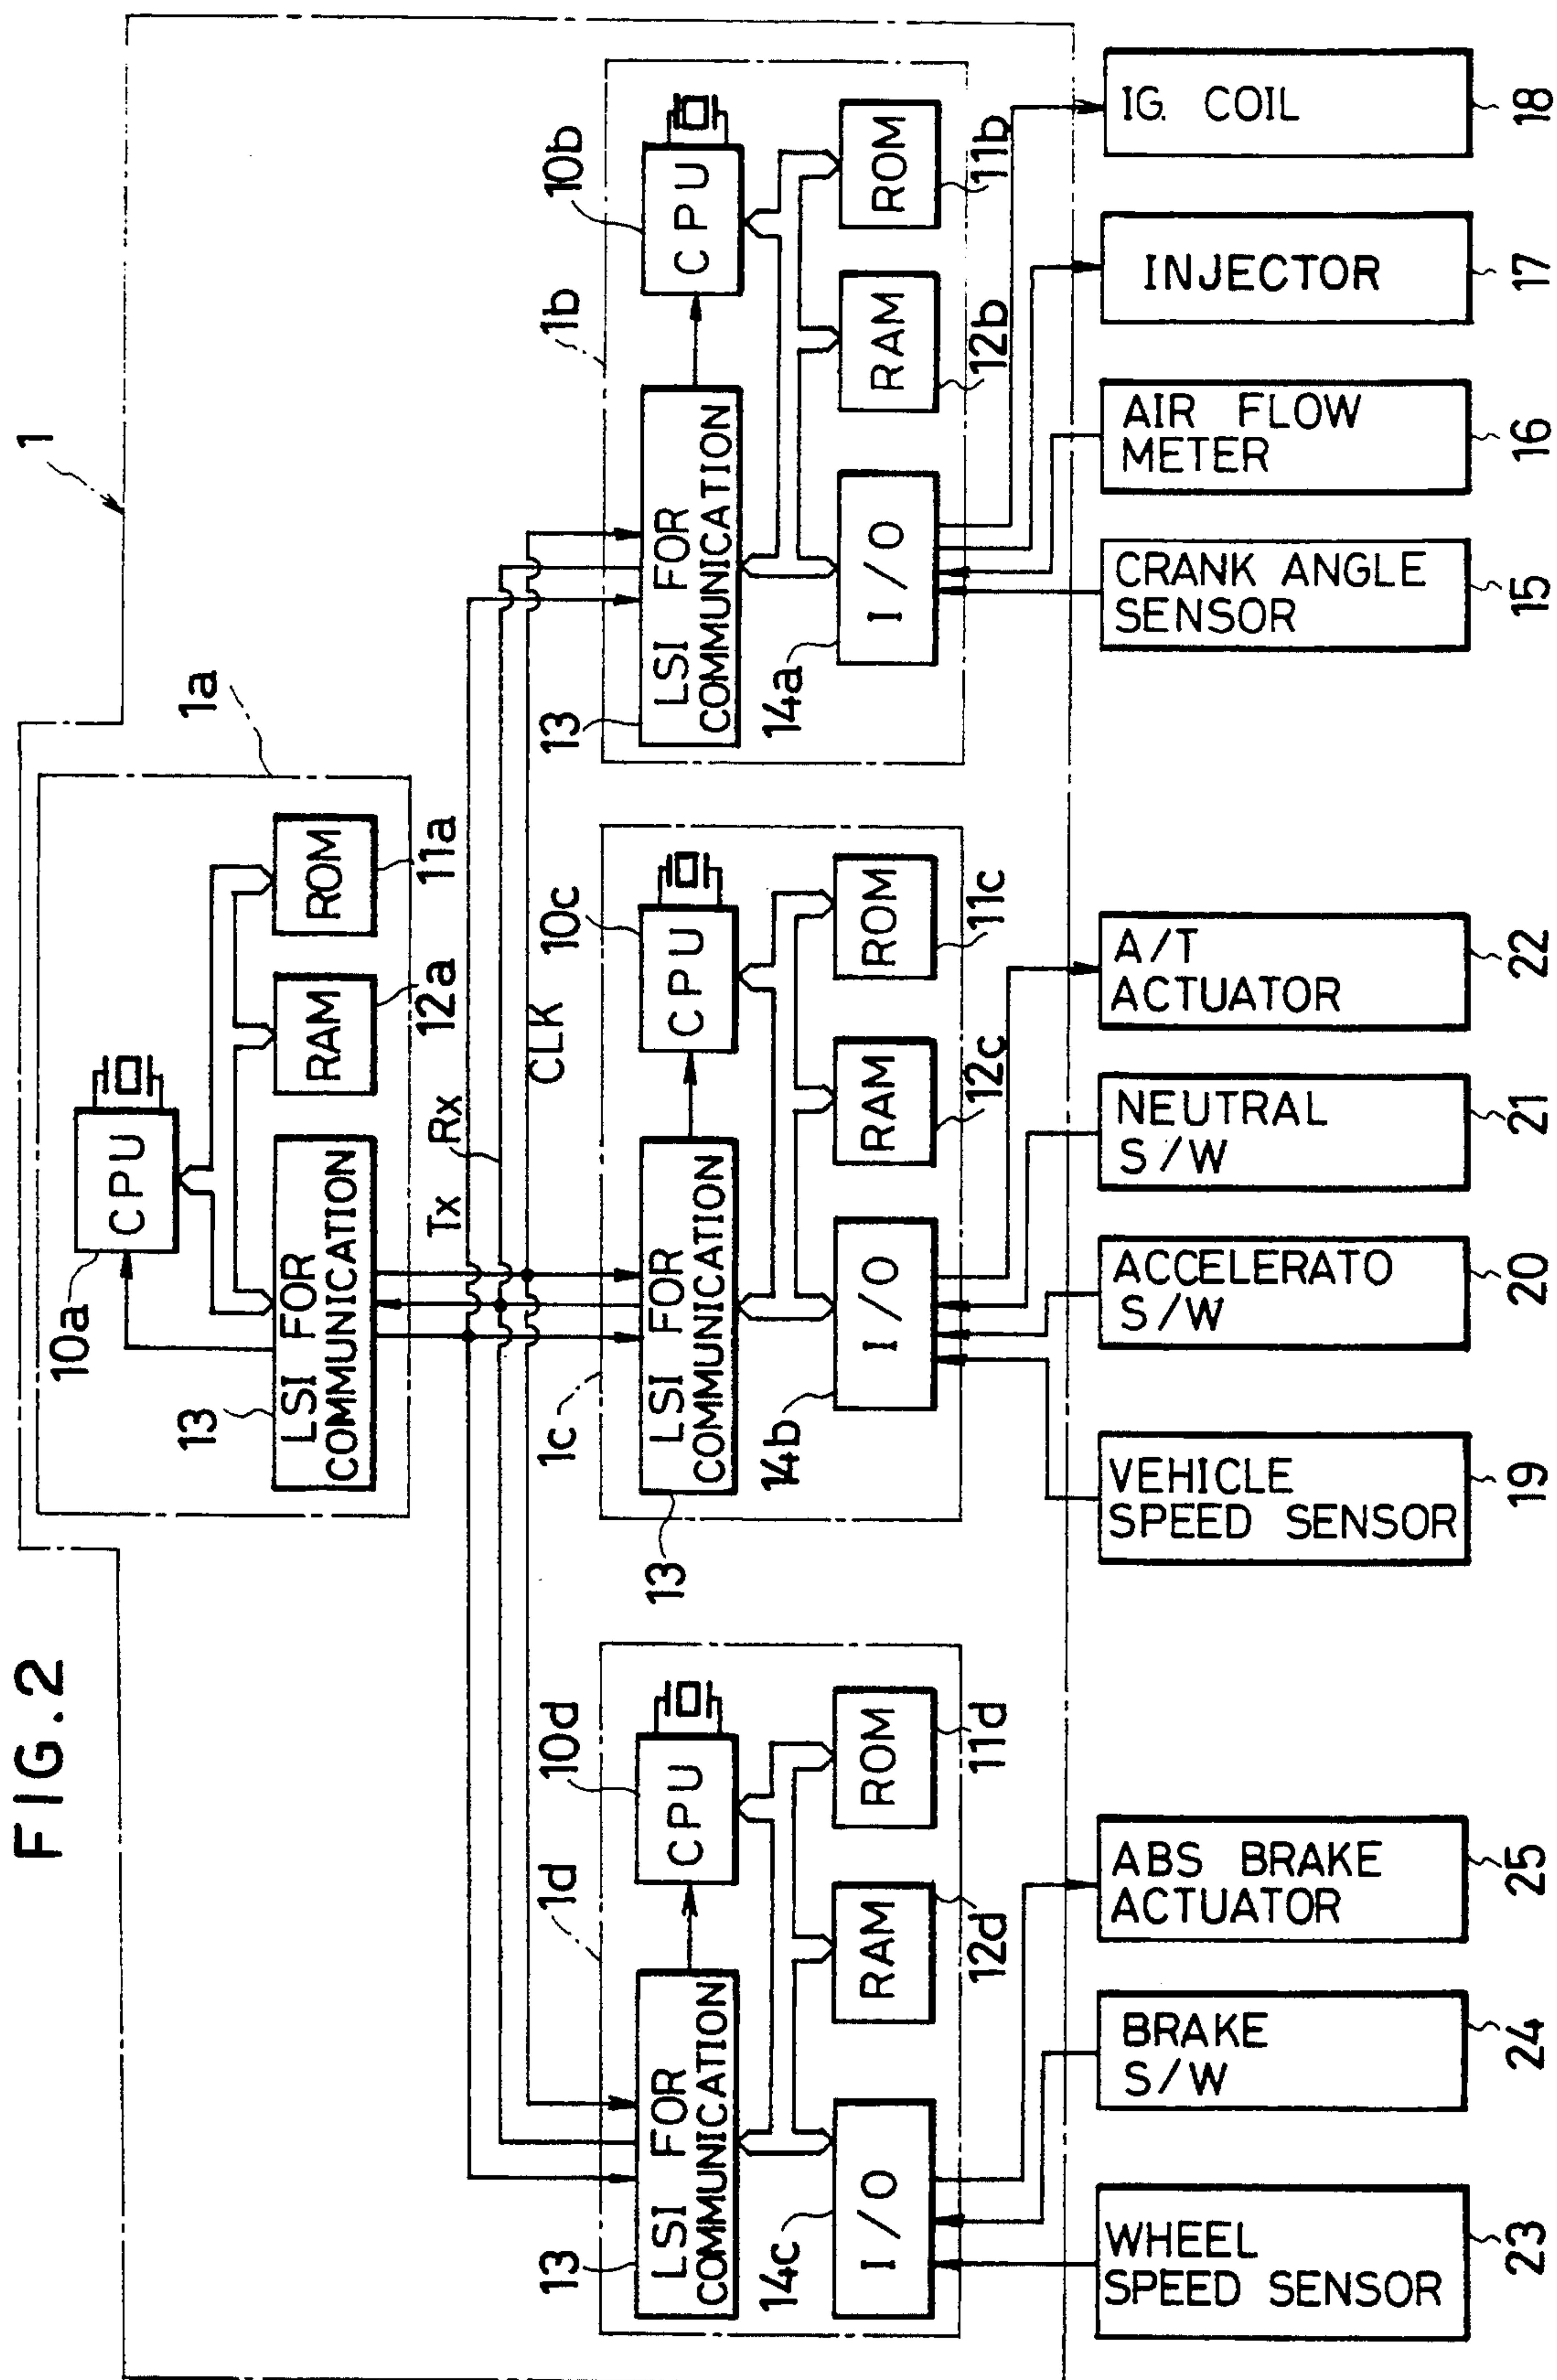 FIG.2
1
1a
10a
CPU
13
LSI FOR
COMMUNICATION
RAM
12a
ROM
11a
Tx
Rx
CLK
1d
10d
CPU
13
LSI FOR
COMMUNICATION
14c
I/O
RAM
12d
ROM
11d
1c
10c
CPU
13
LSI FOR
COMMUNICATION
14b
I/O
RAM
12c
ROM
11c
1b
10b
CPU
13
LSI FOR
COMMUNICATION
14a
I/O
RAM
12b
ROM
11b
WHEEL
SPEED SENSOR
23
BRAKE
S/W
24
ABS BRAKE
ACTUATOR
25
VEHICLE
SPEED SENSOR
19
ACCELERATO
S/W
20
NEUTRAL
S/W
21
A/T
ACTUATOR
22
CRANK ANGLE
SENSOR
15
AIR FLOW
METER
16
INJECTOR
17
IG. COIL
18